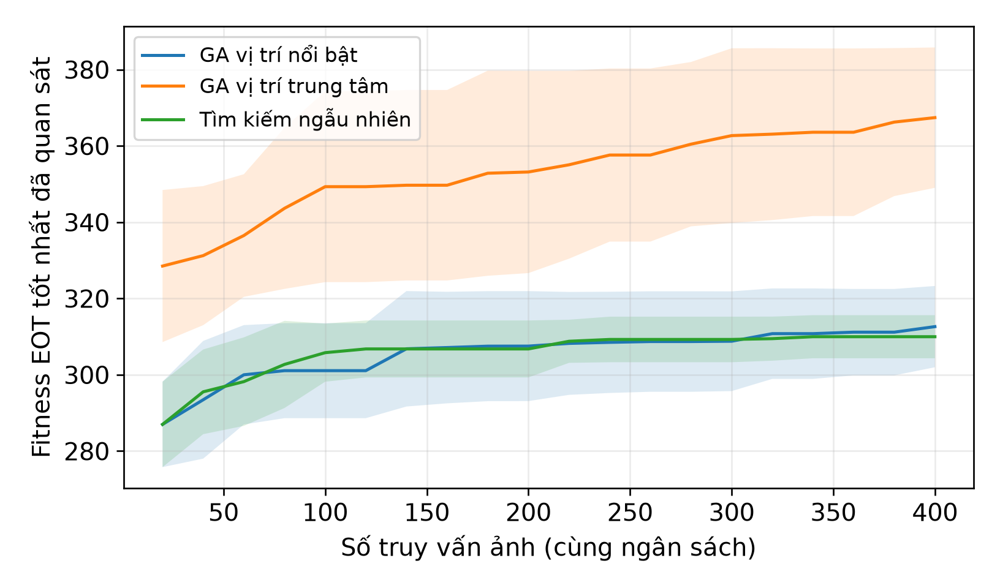 GA vị trí nổi bật
GA vị trí trung tâm
Tìm kiếm ngẫu nhiên
Fitness EOT tốt nhất đã quan sát
380
360
340
320
300
280
50 100 150 200 250 300 350 400
Số truy vấn ảnh (cùng ngân sách)